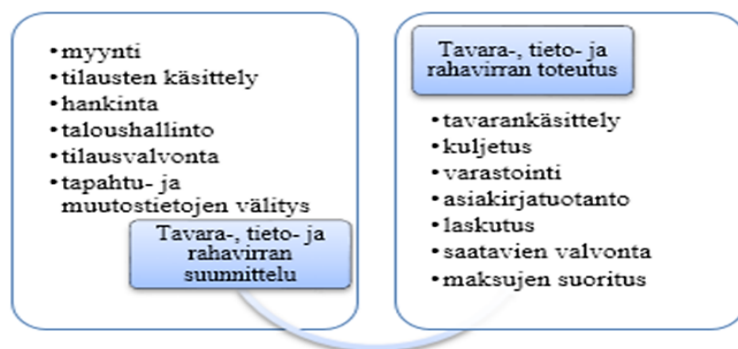 •myynti
•tilausten käsittely
•hankinta
•taloushallinto
•tilausvalvonta
•tapahtu- ja
muutostietojen välitys
Tavara-, tieto- ja
rahavirran
suunnittelu
Tavara-, tieto- ja
rahavirran toteutus
•tavarankäsittely
•kuljetus
•varastointi
•asiakirjatuotanto
•laskutus
•saatavien valvonta
•maksujen suoritus